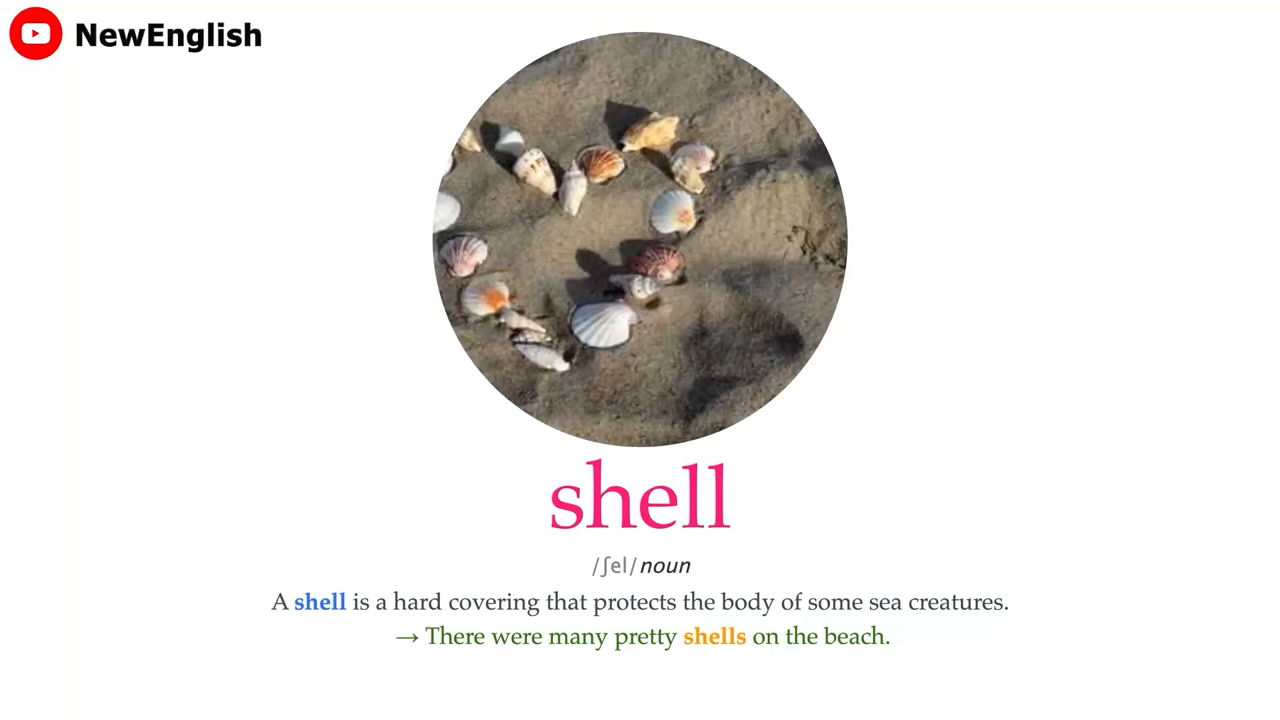 NewEnglish
shell
/ʃel/noun
A shell is a hard covering that protects the body of some sea creatures.
→ There were many pretty shells on the beach.